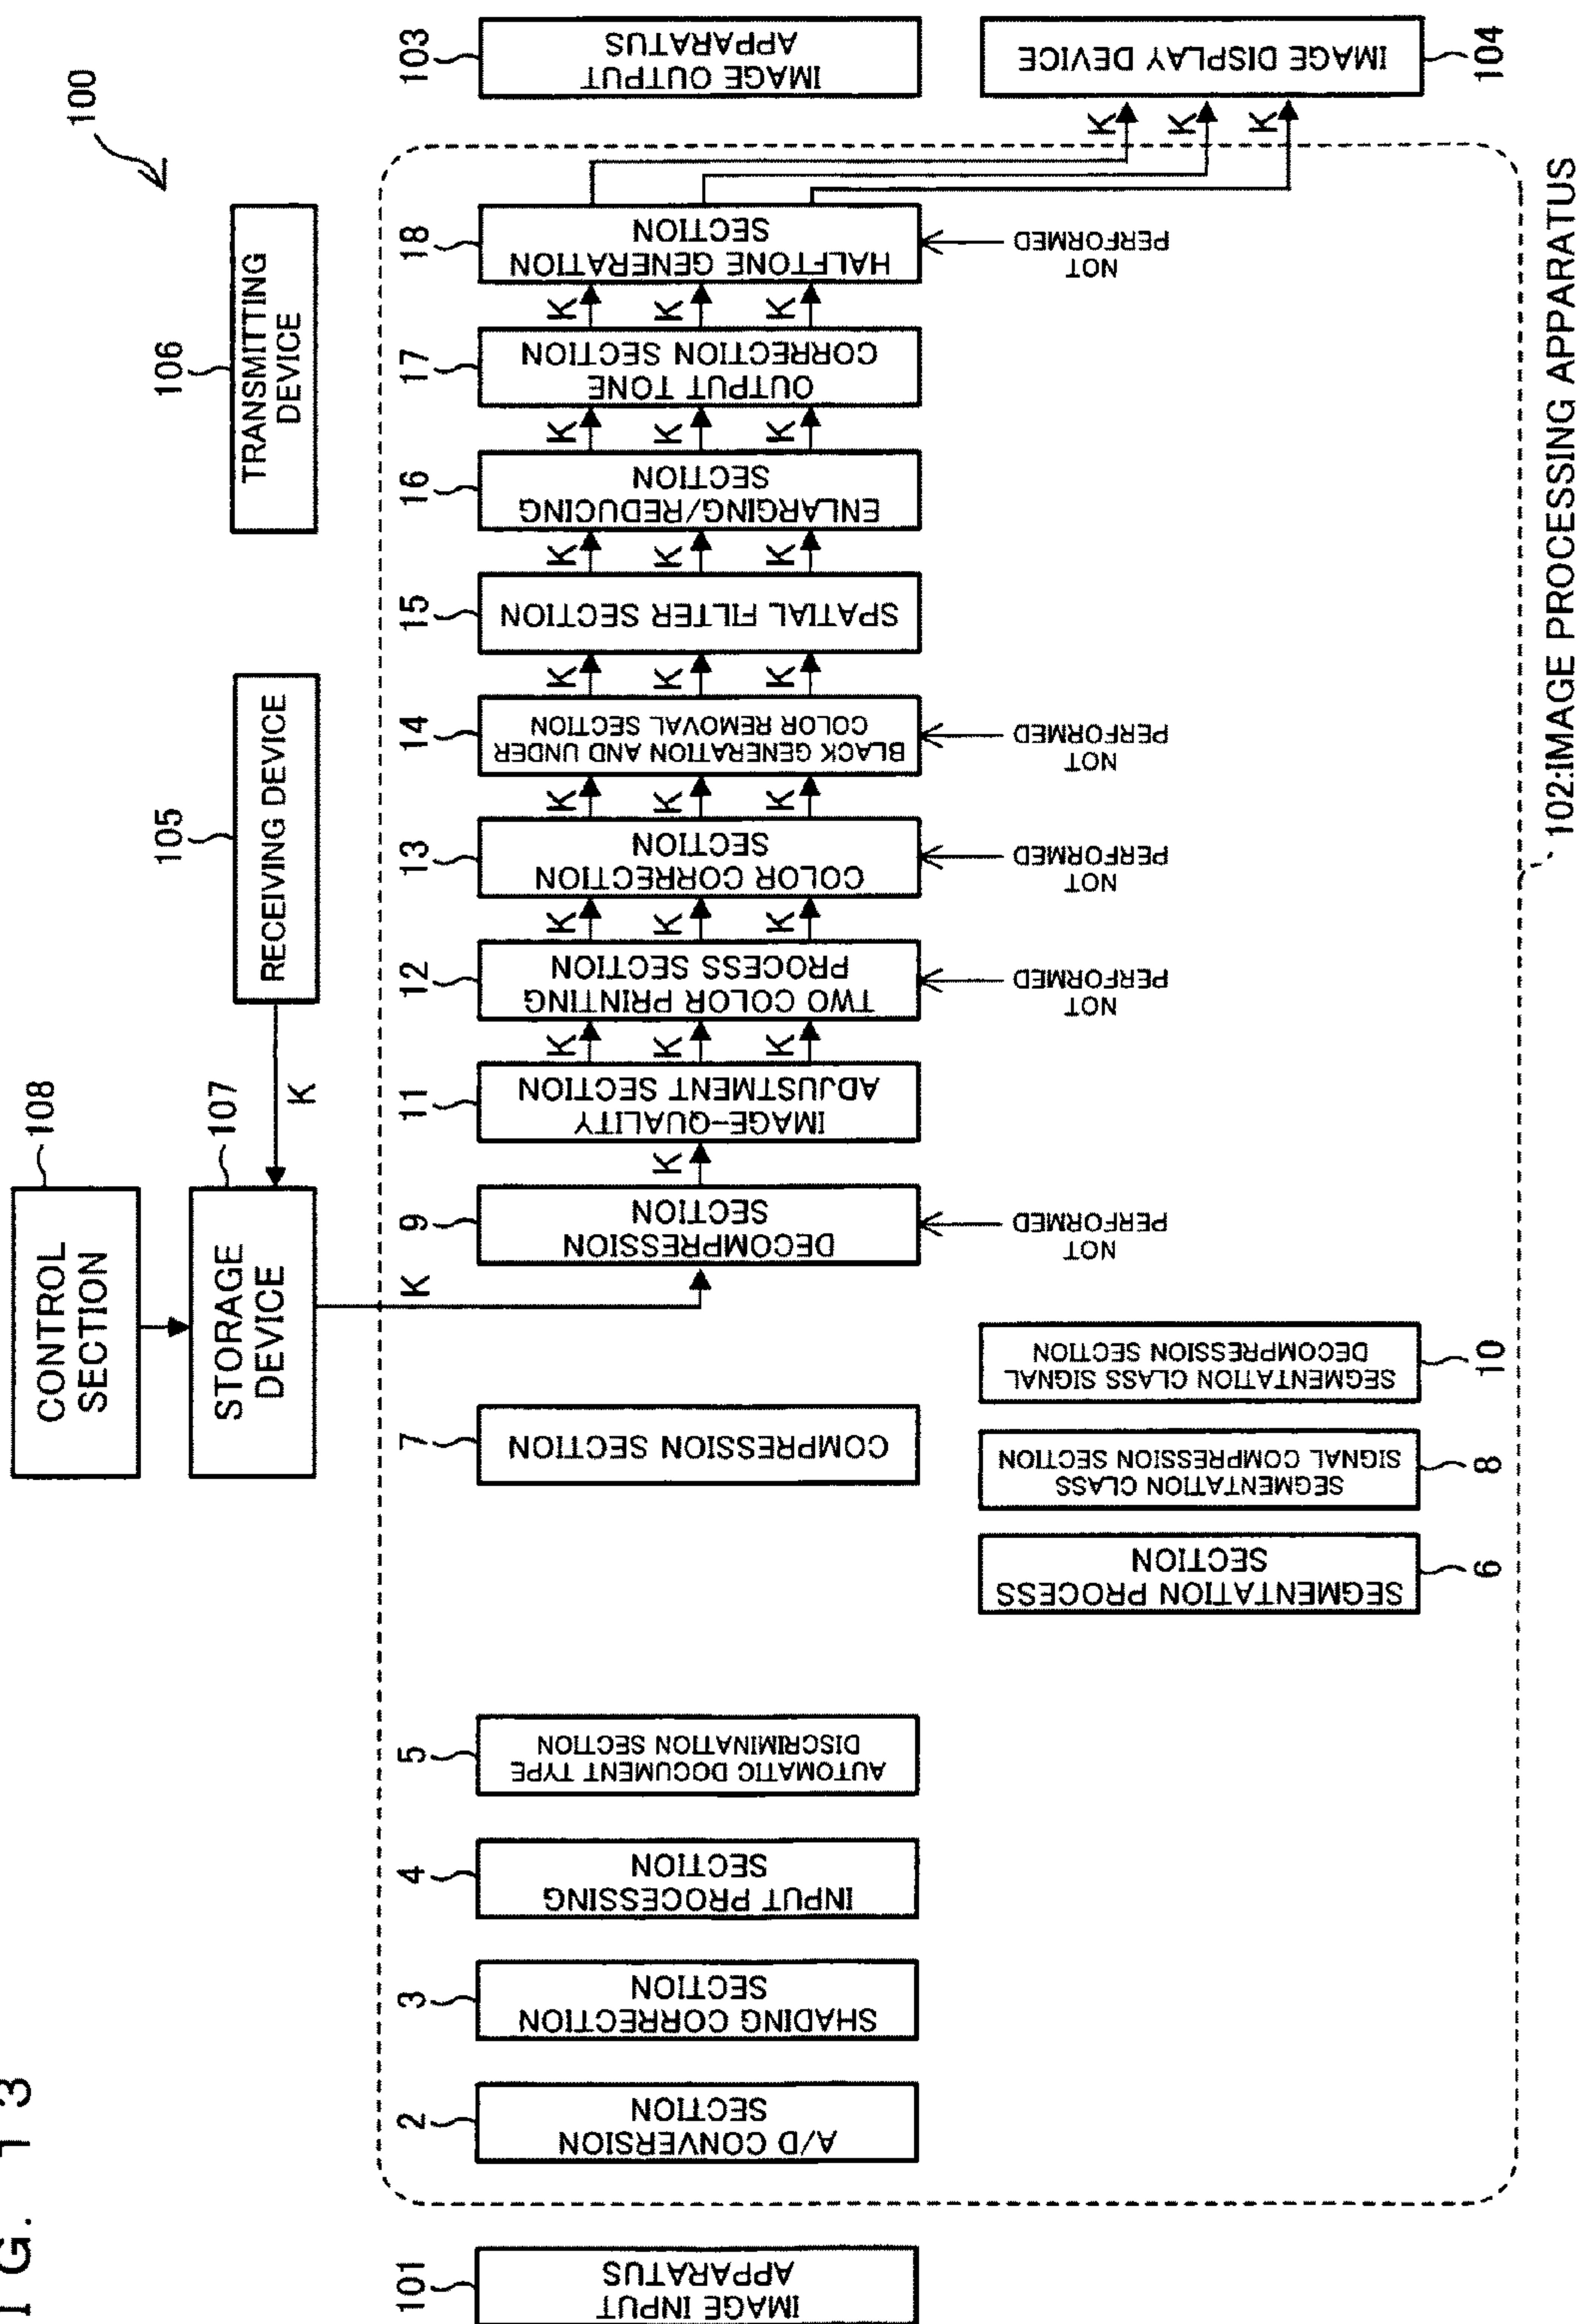 I G. 1 3
100
CONTROL
SECTION
108
STORAGE
DEVICE
107
RECEIVING DEVICE
105
TRANSMITTING
DEVICE
106
K
K
IMAGE INPUT
APPARATUS
101
A/D CONVERSION
SECTION
2
SHADING CORRECTION
SECTION
3
INPUT PROCESSING
SECTION
4
AUTOMATIC DOCUMENT TYPE
DISCRIMINATION SECTION
5
COMPRESSION SECTION
7
DECOMPRESSION
SECTION
9
K
IMAGE-QUALITY
ADJUSTMENT SECTION
11
K
K
K
TWO COLOR PRINTING
PROCESS SECTION
12
K
K
K
COLOR CORRECTION
SECTION
13
K
K
K
BLACK GENERATION AND UNDER
COLOR REMOVAL SECTION
14
K
K
K
SPATIAL FILTER SECTION
15
K
K
K
ENLARGING/REDUCING
SECTION
16
K
K
K
OUTPUT TONE
CORRECTION SECTION
17
K
K
K
HALFTONE GENERATION
SECTION
18
K
K
K
IMAGE OUTPUT
APPARATUS
103
IMAGE DISPLAY DEVICE
104
SEGMENTATION PROCESS
SECTION
6
SEGMENTATION CLASS
SIGNAL COMPRESSION SECTION
8
SEGMENTATION CLASS SIGNAL
DECOMPRESSION SECTION
10
NOT
PERFORMED
NOT
PERFORMED
NOT
PERFORMED
NOT
PERFORMED
NOT
PERFORMED
102:IMAGE PROCESSING APPARATUS